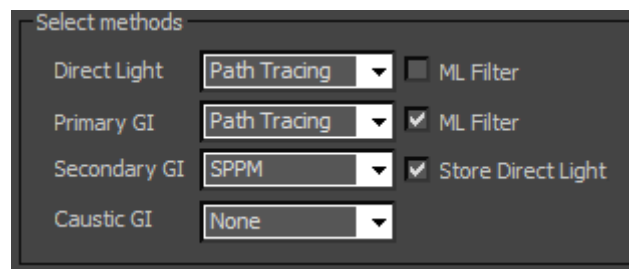 Select methods
Direct Light Path Tracing ML Filter
Primary GI Path Tracing ML Filter
Secondary GI SPPM Store Direct Light
Caustic GI None